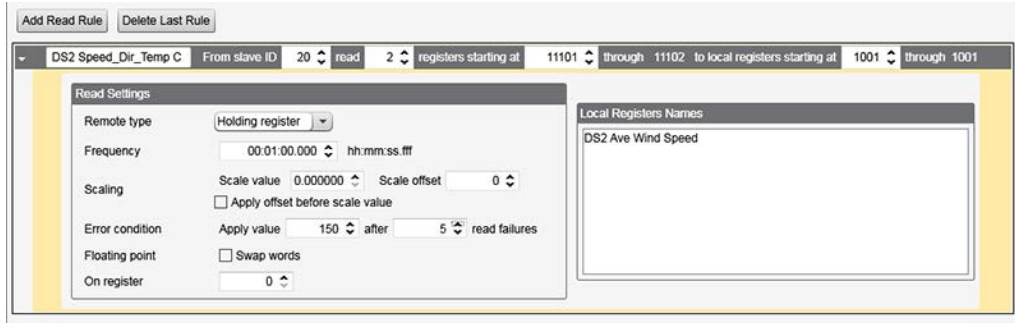 Add Read Rule Delete Last Rule
DS2 Speed_Dir_Temp C From slave ID 20 read 2 registers starting at 11101 through 11102 to local registers starting at 1001 through 1001
Read Settings
Remote type Holding register
Frequency 00:01:00.000 hh:mm:ss.fff
Scaling Scale value 0.000000 Scale offset 0
Apply offset before scale value
Error condition Apply value 150 after 5 read failures
Floating point Swap words
On register 0
Local Registers Names
DS2 Ave Wind Speed